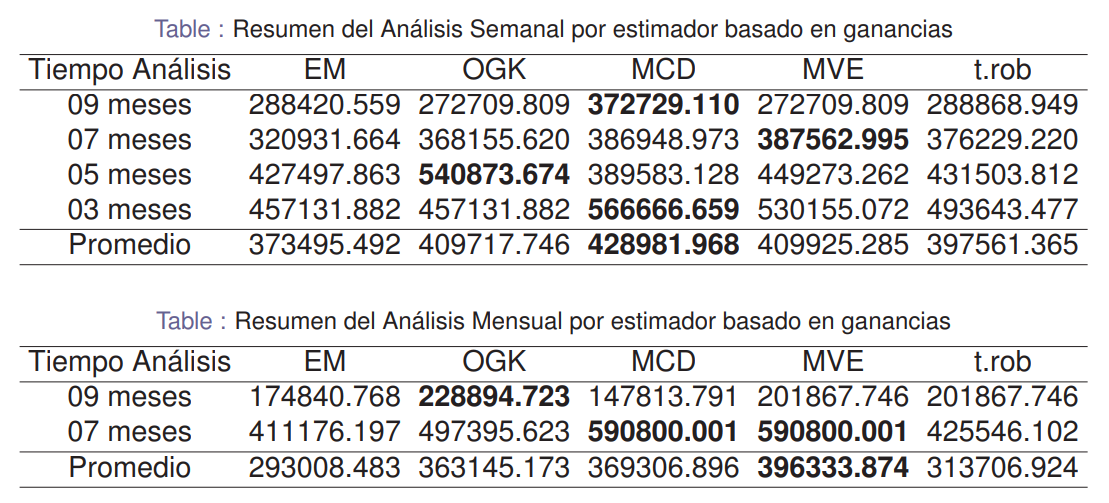 Table : Resumen del Análisis Semanal por estimador basado en ganancias
Tiempo Análisis EM OGK MCD MVE t.rob
09 meses 288420.559 272709.809 372729.110 272709.809 288868.949
07 meses 320931.664 368155.620 386948.973 387562.995 376229.220
05 meses 427497.863 540873.674 389583.128 449273.262 431503.812
03 meses 457131.882 457131.882 566666.659 530155.072 493643.477
Promedio 373495.492 409717.746 428981.968 409925.285 397561.365
Table : Resumen del Análisis Mensual por estimador basado en ganancias
Tiempo Análisis EM OGK MCD MVE t.rob
09 meses 174840.768 228894.723 147813.791 201867.746 201867.746
07 meses 411176.197 497395.623 590800.001 590800.001 425546.102
Promedio 293008.483 363145.173 369306.896 396333.874 313706.924